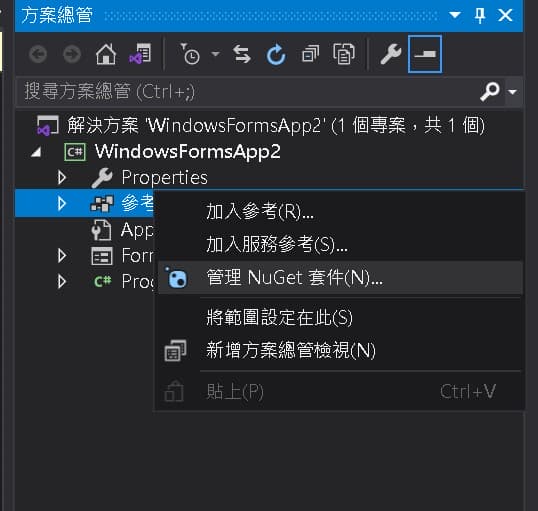 方案總管
搜尋方案總管 (Ctrl+;)
解決方案 'WindowsFormsApp2' (1 個專案，共 1 個)
C# WindowsFormsApp2
Properties
參考
加入參考(R)...
App
加入服務參考(S)...
Form
管理 NuGet 套件(N)...
C# Prog
將範圍設定在此(S)
新增方案總管檢視(N)
貼上(P) Ctrl+V